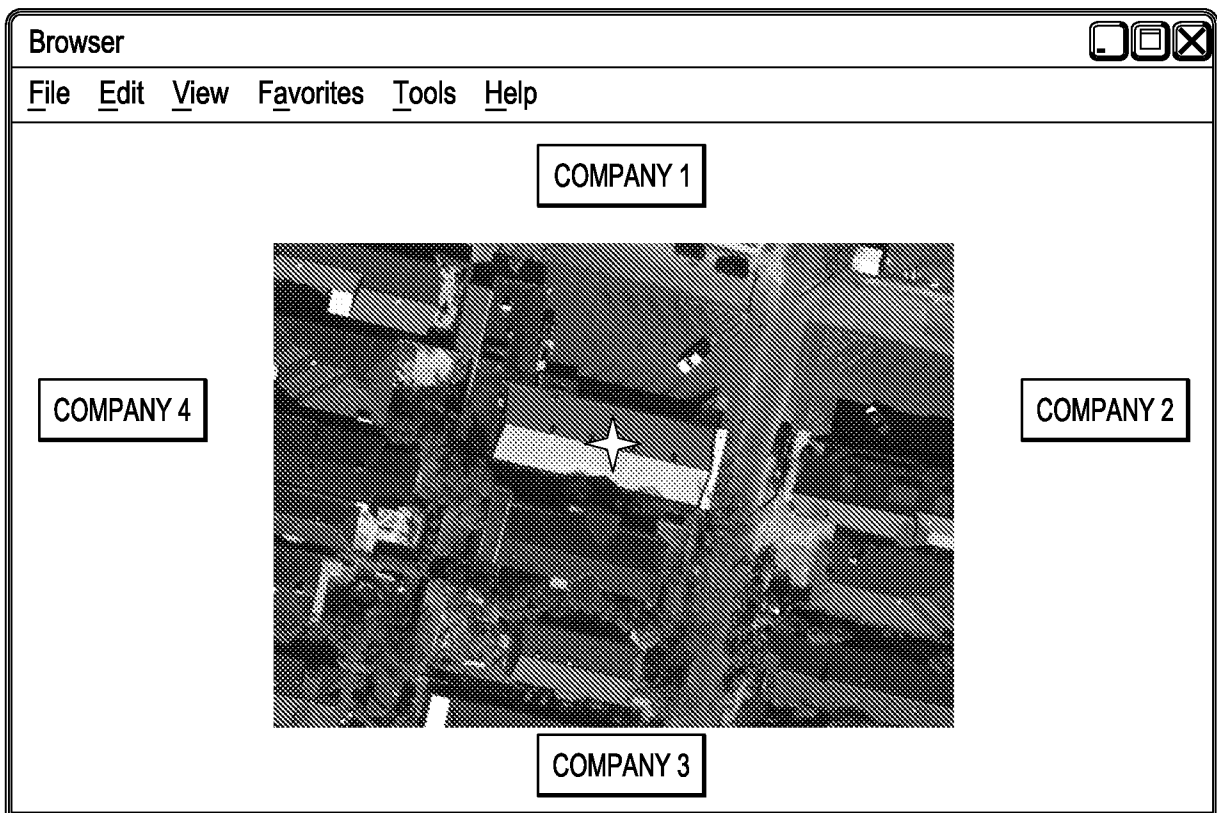 Browser
File Edit View Favorites Tools Help
COMPANY 1
COMPANY 4
COMPANY 2
COMPANY 3